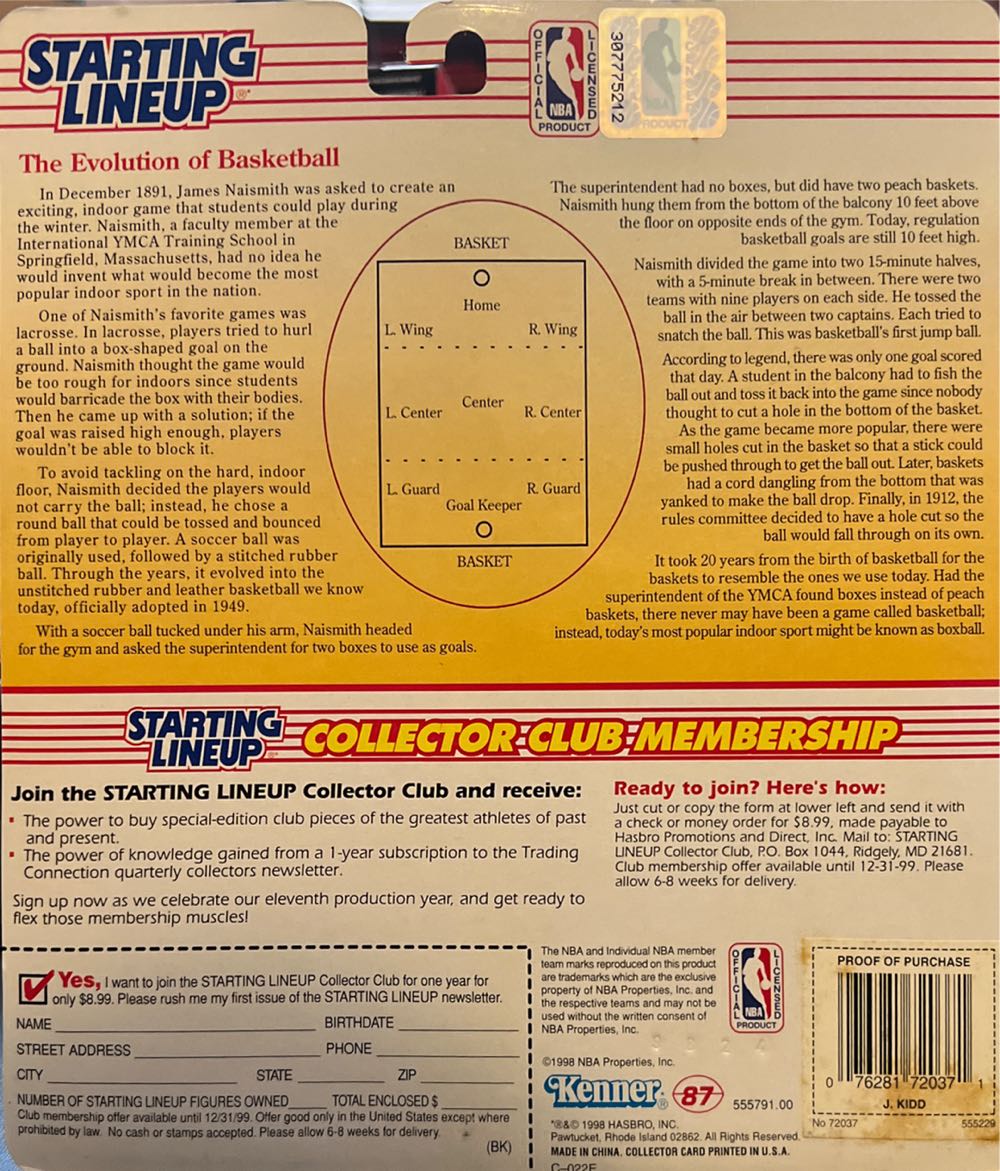 STARTING
LINEUP®
OFFICIAL
LICENSED
NBA
PRODUCT
307775212
The Evolution of Basketball
In December 1891, James Naismith was asked to create an
exciting, indoor game that students could play during
the winter. Naismith, a faculty member at the
International YMCA Training School in
Springfield, Massachusetts, had no idea he
would invent what would become the most
popular indoor sport in the nation.
One of Naismith's favorite games was
lacrosse. In lacrosse, players tried to hurl
a ball into a box-shaped goal on the
ground. Naismith thought the game would
be too rough for indoors since students
would barricade the box with their bodies.
Then he came up with a solution; if the
goal was raised high enough, players
wouldn't be able to block it.
To avoid tackling on the hard, indoor
floor, Naismith decided the players would
not carry the ball; instead, he chose a
round ball that could be tossed and bounced
from player to player. A soccer ball was
originally used, followed by a stitched rubber
ball. Through the years, it evolved into the
unstitched rubber and leather basketball we know
today, officially adopted in 1949.
With a soccer ball tucked under his arm, Naismith headed
for the gym and asked the superintendent for two boxes to use as goals.
BASKET
Home
L. Wing R. Wing
L. Center Center R. Center
L. Guard R. Guard
Goal Keeper
BASKET
The superintendent had no boxes, but did have two peach baskets.
Naismith hung them from the bottom of the balcony 10 feet above
the floor on opposite ends of the gym. Today, regulation
basketball goals are still 10 feet high.
Naismith divided the game into two 15-minute halves,
with a 5-minute break in between. There were two
teams with nine players on each side. He tossed the
ball in the air between two captains. Each tried to
snatch the ball. This was basketball's first jump ball.
According to legend, there was only one goal scored
that day. A student in the balcony had to fish the
ball out and toss it back into the game since nobody
thought to cut a hole in the bottom of the basket.
As the game became more popular, there were
small holes cut in the basket so that a stick could
be pushed through to get the ball out. Later, baskets
had a cord dangling from the bottom that was
yanked to make the ball drop. Finally, in 1912, the
rules committee decided to have a hole cut so the
ball would fall through on its own.
It took 20 years from the birth of basketball for the
baskets to resemble the ones we use today. Had the
superintendent of the YMCA found boxes instead of peach
baskets, there never may have been a game called basketball;
instead, today's most popular indoor sport might be known as boxball.
STARTING
LINEUP® COLLECTOR CLUB MEMBERSHIP
Join the STARTING LINEUP Collector Club and receive:
▪ The power to buy special-edition club pieces of the greatest athletes of past
and present.
▪ The power of knowledge gained from a 1-year subscription to the Trading
Connection quarterly collectors newsletter.
Sign up now as we celebrate our eleventh production year, and get ready to
flex those membership muscles!
Ready to join? Here's how:
Just cut or copy the form at lower left and send it with
a check or money order for $8.99, made payable to
Hasbro Promotions and Direct, Inc. Mail to: STARTING
LINEUP Collector Club, P.O. Box 1044, Ridgely, MD 21681.
Club membership offer available until 12-31-99. Please
allow 6-8 weeks for delivery.
Yes, I want to join the STARTING LINEUP Collector Club for one year for
only $8.99. Please rush me my first issue of the STARTING LINEUP newsletter.
NAME BIRTHDATE
STREET ADDRESS PHONE
CITY STATE ZIP
NUMBER OF STARTING LINEUP FIGURES OWNED TOTAL ENCLOSED $
Club membership offer available until 12/31/99. Offer good only in the United States except where
prohibited by law. No cash or stamps accepted. Please allow 6-8 weeks for delivery.
(BK)
The NBA and Individual NBA member
team marks reproduced on this product
are trademarks which are the exclusive
property of NBA Properties, Inc. and
the respective teams and may not be
used without the written consent of
NBA Properties, Inc.
OFFICIAL
LICENSED
NBA
PRODUCT
©1998 NBA Properties, Inc.
Kenner® 87 555791.00
*®&© 1998 HASBRO, INC.
Pawtucket, Rhode Island 02862. All Rights Reserved.
MADE IN CHINA. COLLECTOR CARD PRINTED IN U.S.A.
C-022F
PROOF OF PURCHASE
0 76281 72037 1
J. KIDD
No 72037 555229